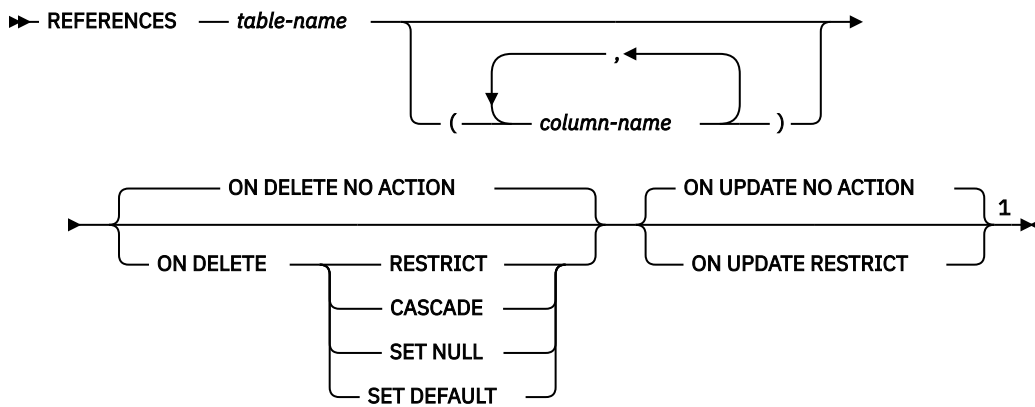 REFERENCES table-name
,
( column-name )
ON DELETE NO ACTION ON UPDATE NO ACTION
1
ON DELETE RESTRICT ON UPDATE RESTRICT
CASCADE
SET NULL
SET DEFAULT